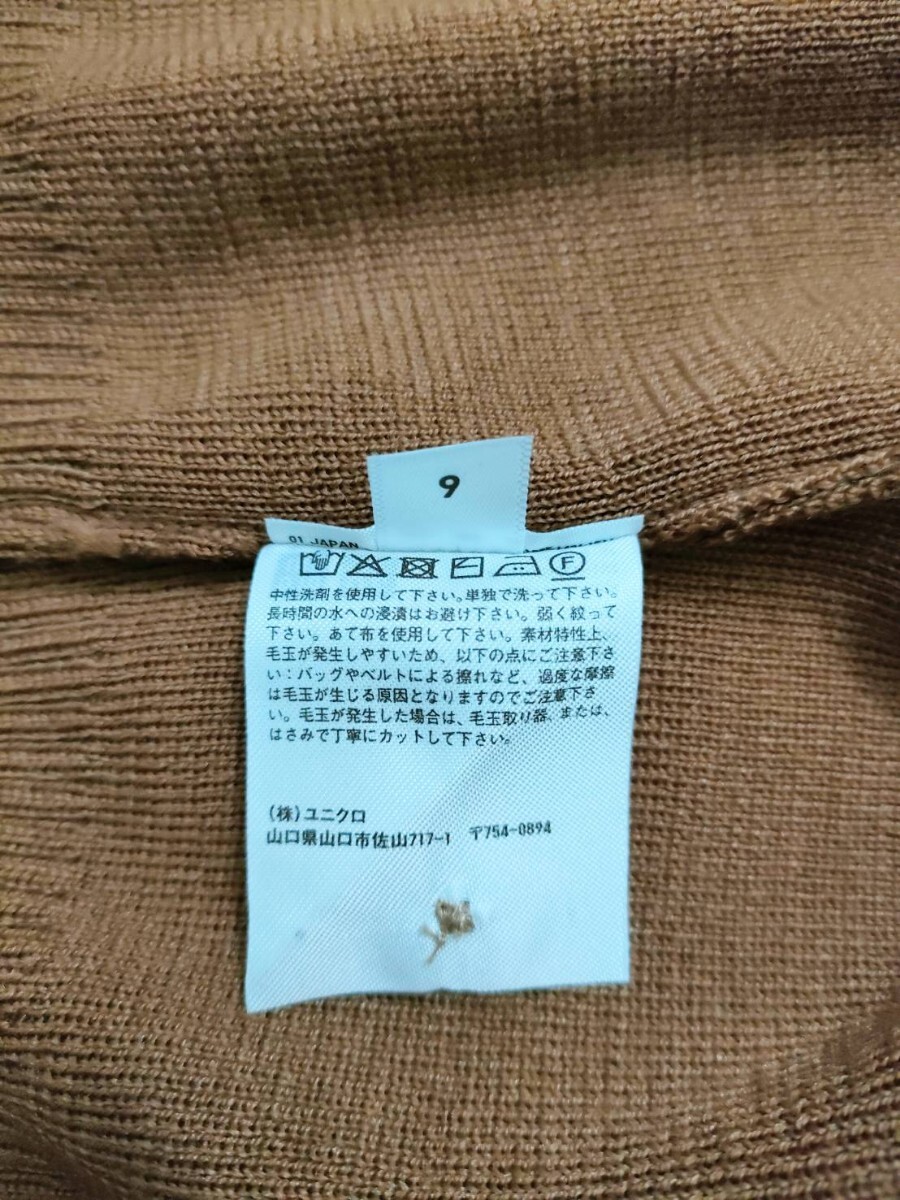 9
01 JAPAN
F
中性洗剤を使用して下さい。単独で洗って下さい。
長時間の水への浸漬はお避け下さい。弱く絞って
下さい。あて布を使用して下さい。素材特性上、
毛玉が発生しやすいため、以下の点にご注意下さ
い：バッグやベルトによる擦れなど、過度な摩擦
は毛玉が生じる原因となりますのでご注意下さ
い。毛玉が発生した場合は、毛玉取り器、または、
はさみで丁寧にカットして下さい。
(株)ユニクロ
山口県山口市佐山717-1 〒754-0894